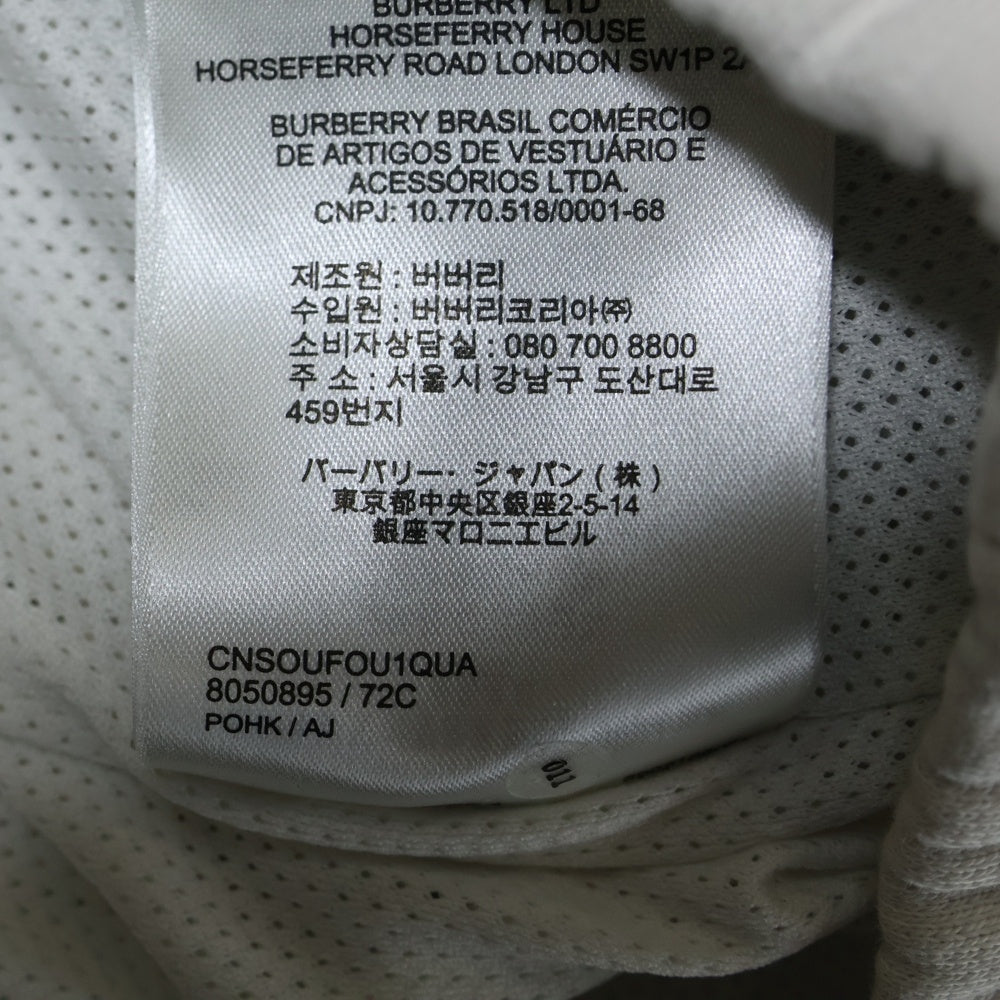 BURBERRY LTD
HORSEFERRY HOUSE
HORSEFERRY ROAD LONDON SW1P
BURBERRY BRASIL COMÉRCIO
DE ARTIGOS DE VESTUÁRIO E
ACESSÓRIOS LTDA.
CNPJ: 10.770.518/0001-68
제조원 : 버버리
수입원 : 버버리코리아㈜
소비자상담실 : 080 700 8800
주 소 : 서울시 강남구 도산대로
459번지
バーバリー・ジャパン ( 株 )
東京都中央区銀座2-5-14
銀座マロニエビル
CNSOUFOU1QUA
8050895 / 72C
POHK / AJ
011